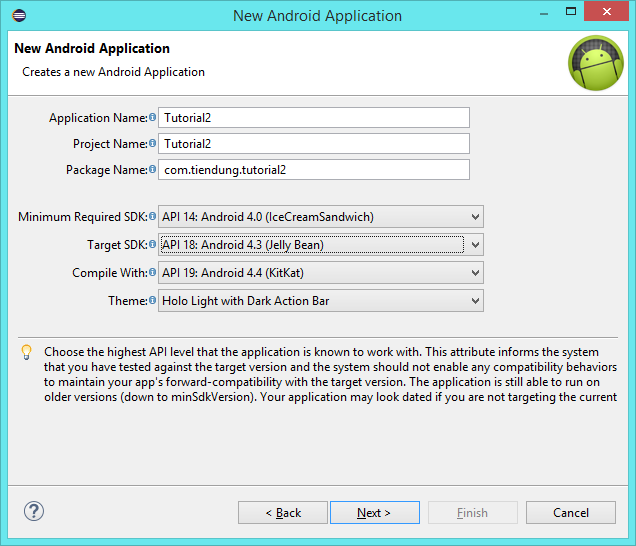 New Android Application
New Android Application
Creates a new Android Application
Application Name: Tutorial2
Project Name: Tutorial2
Package Name: com.tiendung.tutorial2
Minimum Required SDK: API 14: Android 4.0 (IceCreamSandwich)
Target SDK: API 18: Android 4.3 (Jelly Bean)
Compile With: API 19: Android 4.4 (KitKat)
Theme: Holo Light with Dark Action Bar
Choose the highest API level that the application is known to work with. This attribute informs the system
that you have tested against the target version and the system should not enable any compatibility behaviors
to maintain your app's forward-compatibility with the target version. The application is still able to run on
older versions (down to minSdkVersion). Your application may look dated if you are not targeting the current
? < Back Next > Finish Cancel